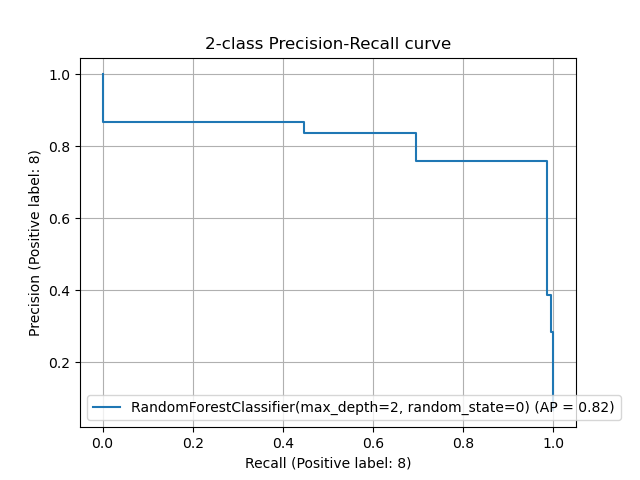 2-class Precision-Recall curve
1.0
0.8
0.6
0.4
0.2
Precision (Positive label: 8)
RandomForestClassifier(max_depth=2, random_state=0) (AP = 0.82)
0.0 0.2 0.4 0.6 0.8 1.0
Recall (Positive label: 8)